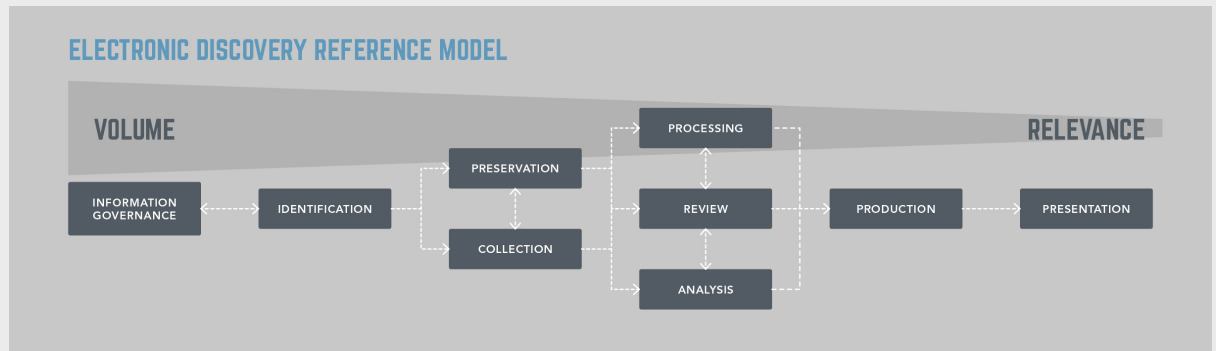 ELECTRONIC DISCOVERY REFERENCE MODEL
VOLUME
RELEVANCE
INFORMATION
GOVERNANCE
IDENTIFICATION
PRESERVATION
COLLECTION
PROCESSING
REVIEW
ANALYSIS
PRODUCTION
PRESENTATION